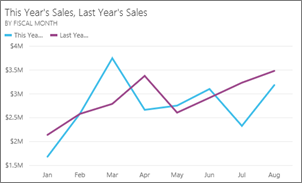 This Year's Sales, Last Year's Sales
BY FISCAL MONTH
This Yea... Last Yea...
$4M
$3.5M
$3M
$2.5M
$2M
$1.5M
Jan Feb Mar Apr May Jun Jul Aug